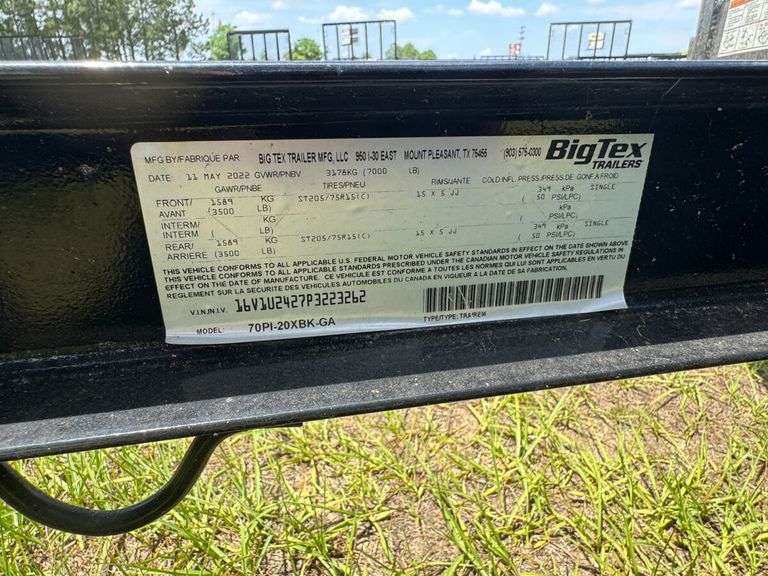 MFG BY/FABRIQUÉ PAR BIG TEX TRAILER MFG, LLC 950 I-30 EAST MOUNT PLEASANT, TX 75455 (903) 575-0300 BigTex TRAILERS
DATE 11 MAY 2022 GVWR/PNBV 3178KG (7000 LB)
GAWR/PNBE TIRES/PNEU RIMS/JANTE COLD INFL.PRESS./PRESS.DE GONF.À FROID
FRONT/ 1589 KG ST205/75R15(C) 15 X 5 JJ 349 kPa SINGLE
AVANT (3500 LB) ( 50 PSI/LPC)
INTERM/ KG kPa
INTERM ( LB) ( PSI/LPC)
REAR/ 1589 KG ST205/75R15(C) 15 X 5 JJ 349 kPa SINGLE
ARRIERE (3500 LB) ( 50 PSI/LPC)
THIS VEHICLE CONFORMS TO ALL APPLICABLE U.S. FEDERAL MOTOR VEHICLE SAFETY STANDARDS IN EFFECT ON THE DATE SHOWN ABOVE.
THIS VEHICLE CONFORMS TO ALL APPLICABLE STANDARDS PRESCRIBED UNDER THE CANADIAN MOTOR VEHICLE SAFETY REGULATIONS IN
EFFECT ON THE DATE OF MANUFACTURE. CE VEHICULE EST CONFORME A TOUTES LES NORMES QUI LUI SONT APPLICABLES EN VERTU DU
REGLEMENT SUR LA SECURITE DES VEHICULES AUTOMOBILES DU CANADA EN VIGUEUR A LA DATE DE SA FABRICATION.
V.I.N./N.I.V. 16V1U2427P3223262
MODEL: 70PI-20XBK-GA TYPE/TYPE: TRA/REM